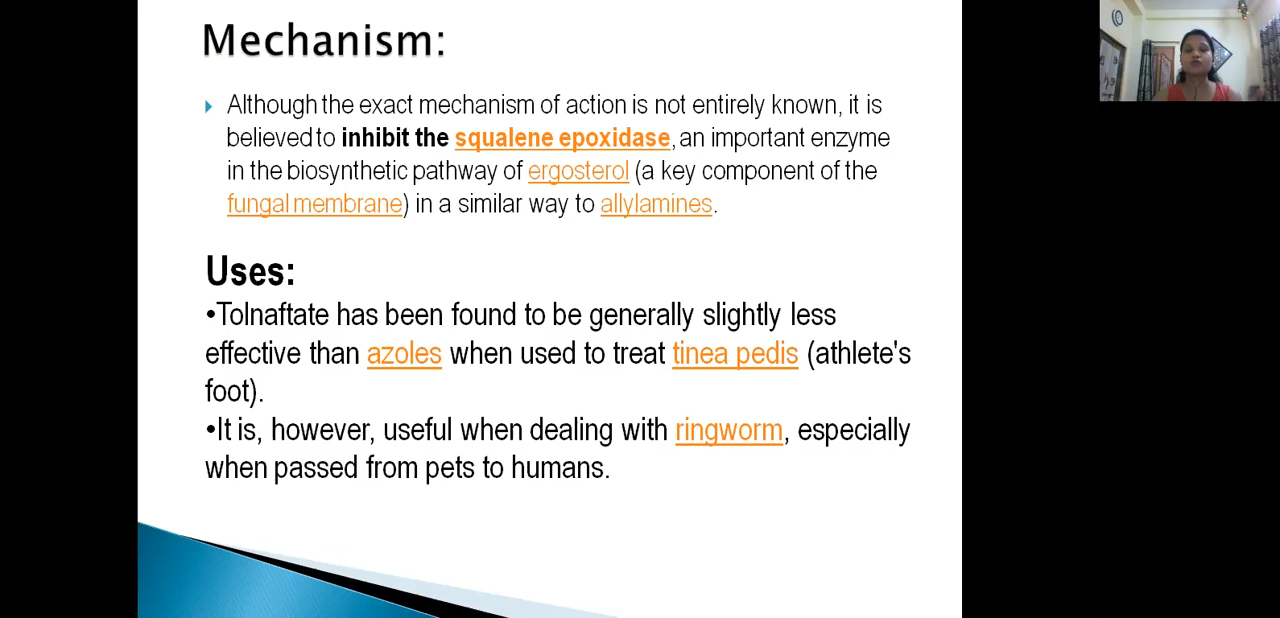 Mechanism:
Although the exact mechanism of action is not entirely known, it is
believed to inhibit the squalene epoxidase, an important enzyme
in the biosynthetic pathway of ergosterol (a key component of the
fungal membrane) in a similar way to allylamines.
Uses:
•Tolnaftate has been found to be generally slightly less
effective than azoles when used to treat tinea pedis (athlete's
foot).
•It is, however, useful when dealing with ringworm, especially
when passed from pets to humans.